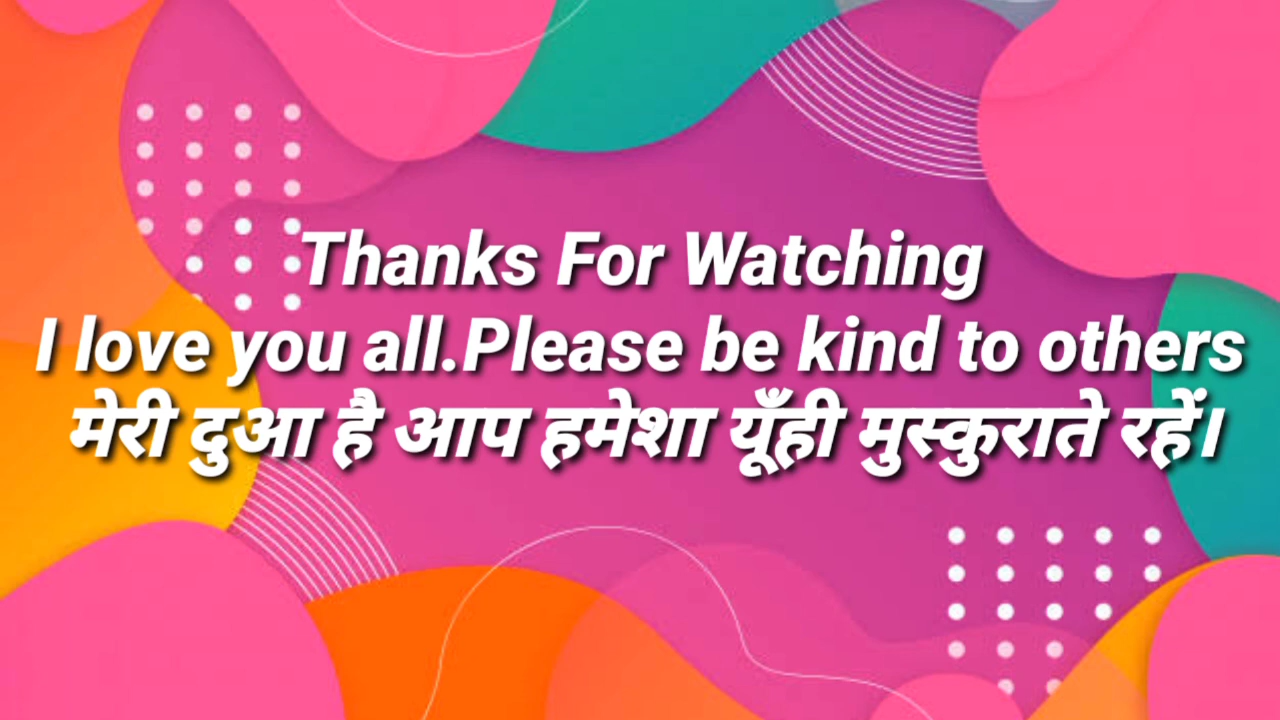 Thanks For Watching
I love you all.Please be kind to others
मेरी दुआ है आप हमेशा यूँही मुस्कुराते रहें।